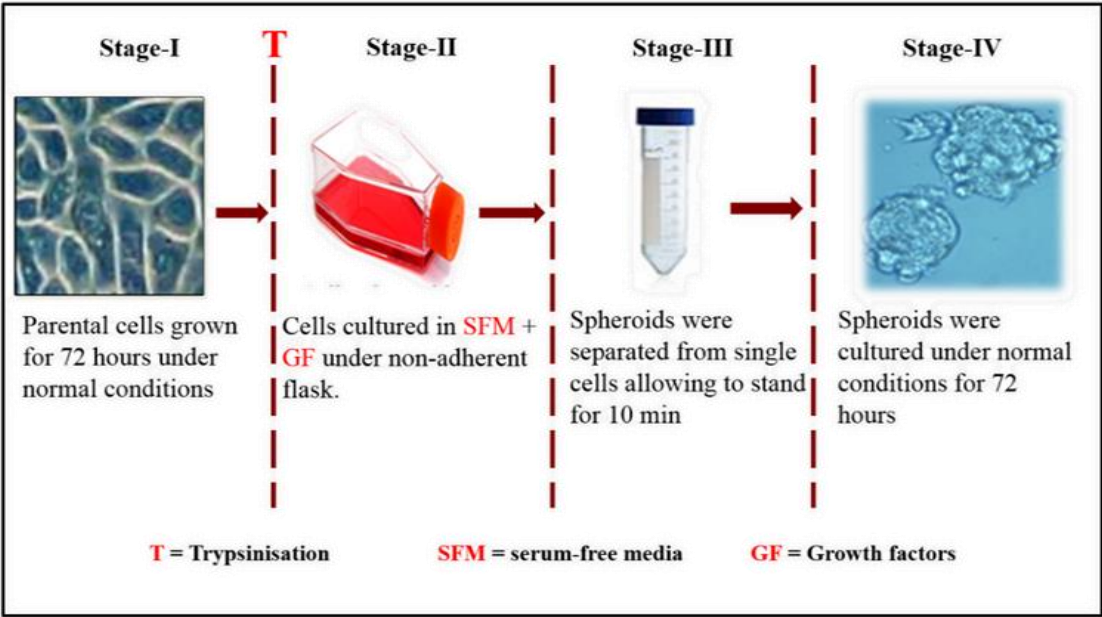 Stage-I
T
Stage-II
Stage-III
Stage-IV
Parental cells grown
for 72 hours under
normal conditions
Cells cultured in SFM +
GF under non-adherent
flask.
Spheroids were
separated from single
cells allowing to stand
for 10 min
Spheroids were
cultured under normal
conditions for 72
hours
T = Trypsinisation
SFM = serum-free media
GF = Growth factors